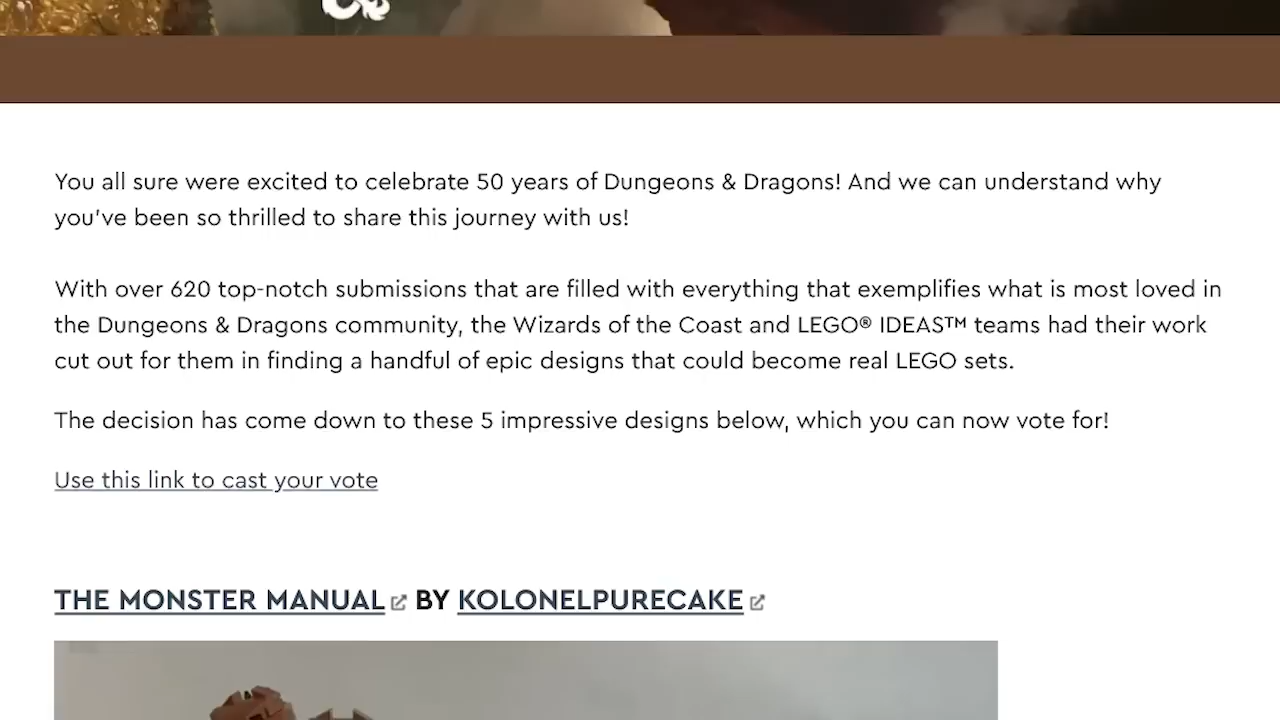 You all sure were excited to celebrate 50 years of Dungeons & Dragons! And we can understand why
you've been so thrilled to share this journey with us!
With over 620 top-notch submissions that are filled with everything that exemplifies what is most loved in
the Dungeons & Dragons community, the Wizards of the Coast and LEGO® IDEAS™ teams had their work
cut out for them in finding a handful of epic designs that could become real LEGO sets.
The decision has come down to these 5 impressive designs below, which you can now vote for!
Use this link to cast your vote
THE MONSTER MANUAL BY KOLONELPURECAKE